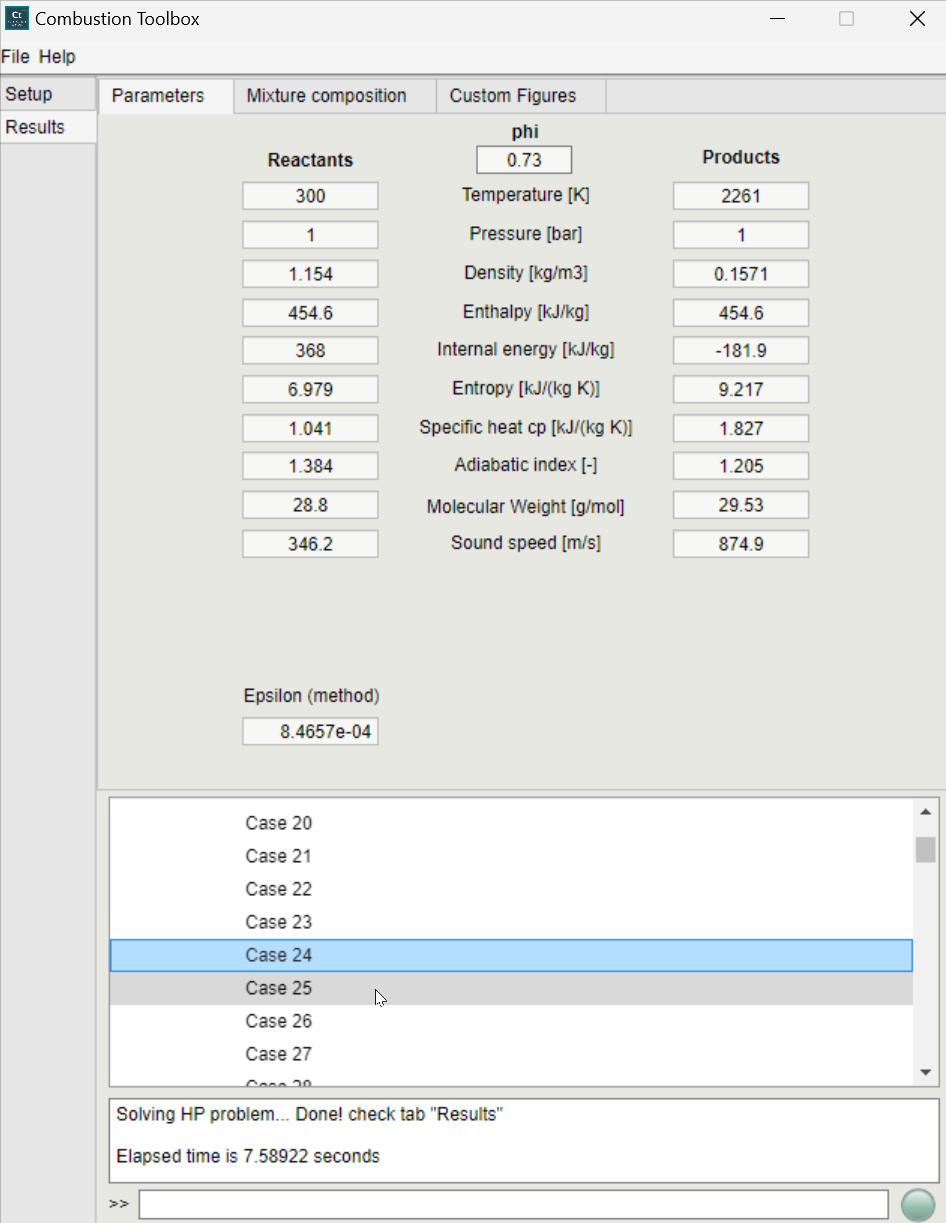 Ct
Combustion Toolbox
File Help
Setup
Results
Parameters Mixture composition Custom Figures
phi
Reactants 0.73 Products
300 Temperature [K] 2261
1 Pressure [bar] 1
1.154 Density [kg/m3] 0.1571
454.6 Enthalpy [kJ/kg] 454.6
368 Internal energy [kJ/kg] -181.9
6.979 Entropy [kJ/(kg K)] 9.217
1.041 Specific heat cp [kJ/(kg K)] 1.827
1.384 Adiabatic index [-] 1.205
28.8 Molecular Weight [g/mol] 29.53
346.2 Sound speed [m/s] 874.9
Epsilon (method)
8.4657e-04
Case 20
Case 21
Case 22
Case 23
Case 24
Case 25
Case 26
Case 27
Case 28
Solving HP problem... Done! check tab "Results"
Elapsed time is 7.58922 seconds
>>